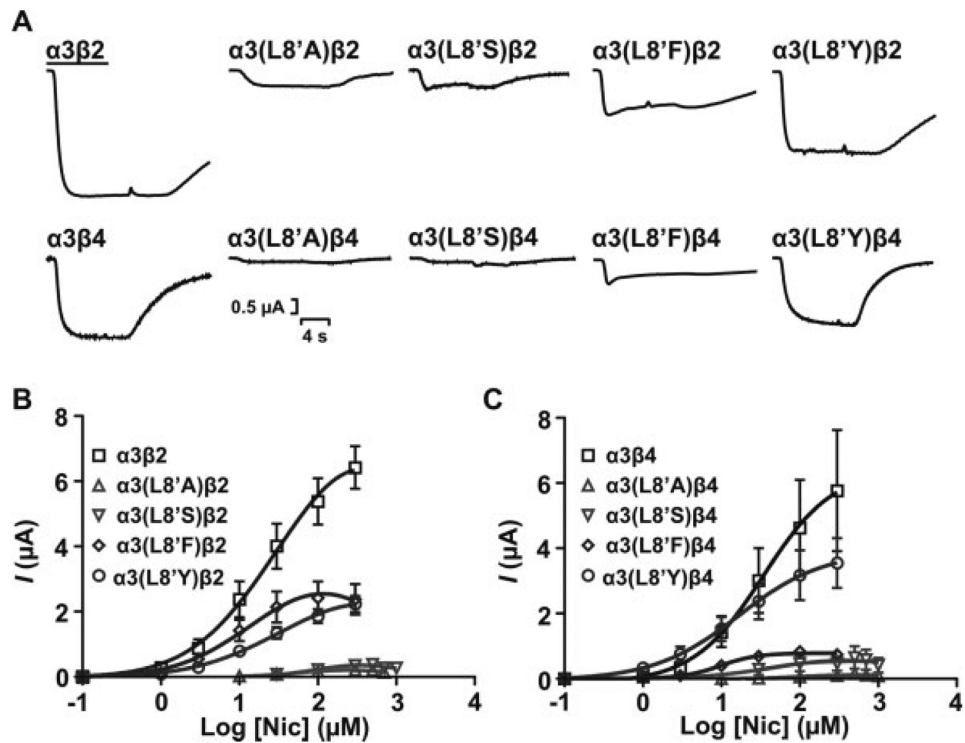 A
α3β2 α3(L8'A)β2 α3(L8'S)β2 α3(L8'F)β2 α3(L8'Y)β2
α3β4 α3(L8'A)β4 α3(L8'S)β4 α3(L8'F)β4 α3(L8'Y)β4
0.5 μA
4 s
B
8
6
4
2
0
I (μA)
α3β2
α3(L8'A)β2
α3(L8'S)β2
α3(L8'F)β2
α3(L8'Y)β2
-1 0 1 2 3 4
Log [Nic] (μM)
C
8
6
4
2
0
I (μA)
α3β4
α3(L8'A)β4
α3(L8'S)β4
α3(L8'F)β4
α3(L8'Y)β4
-1 0 1 2 3 4
Log [Nic] (μM)